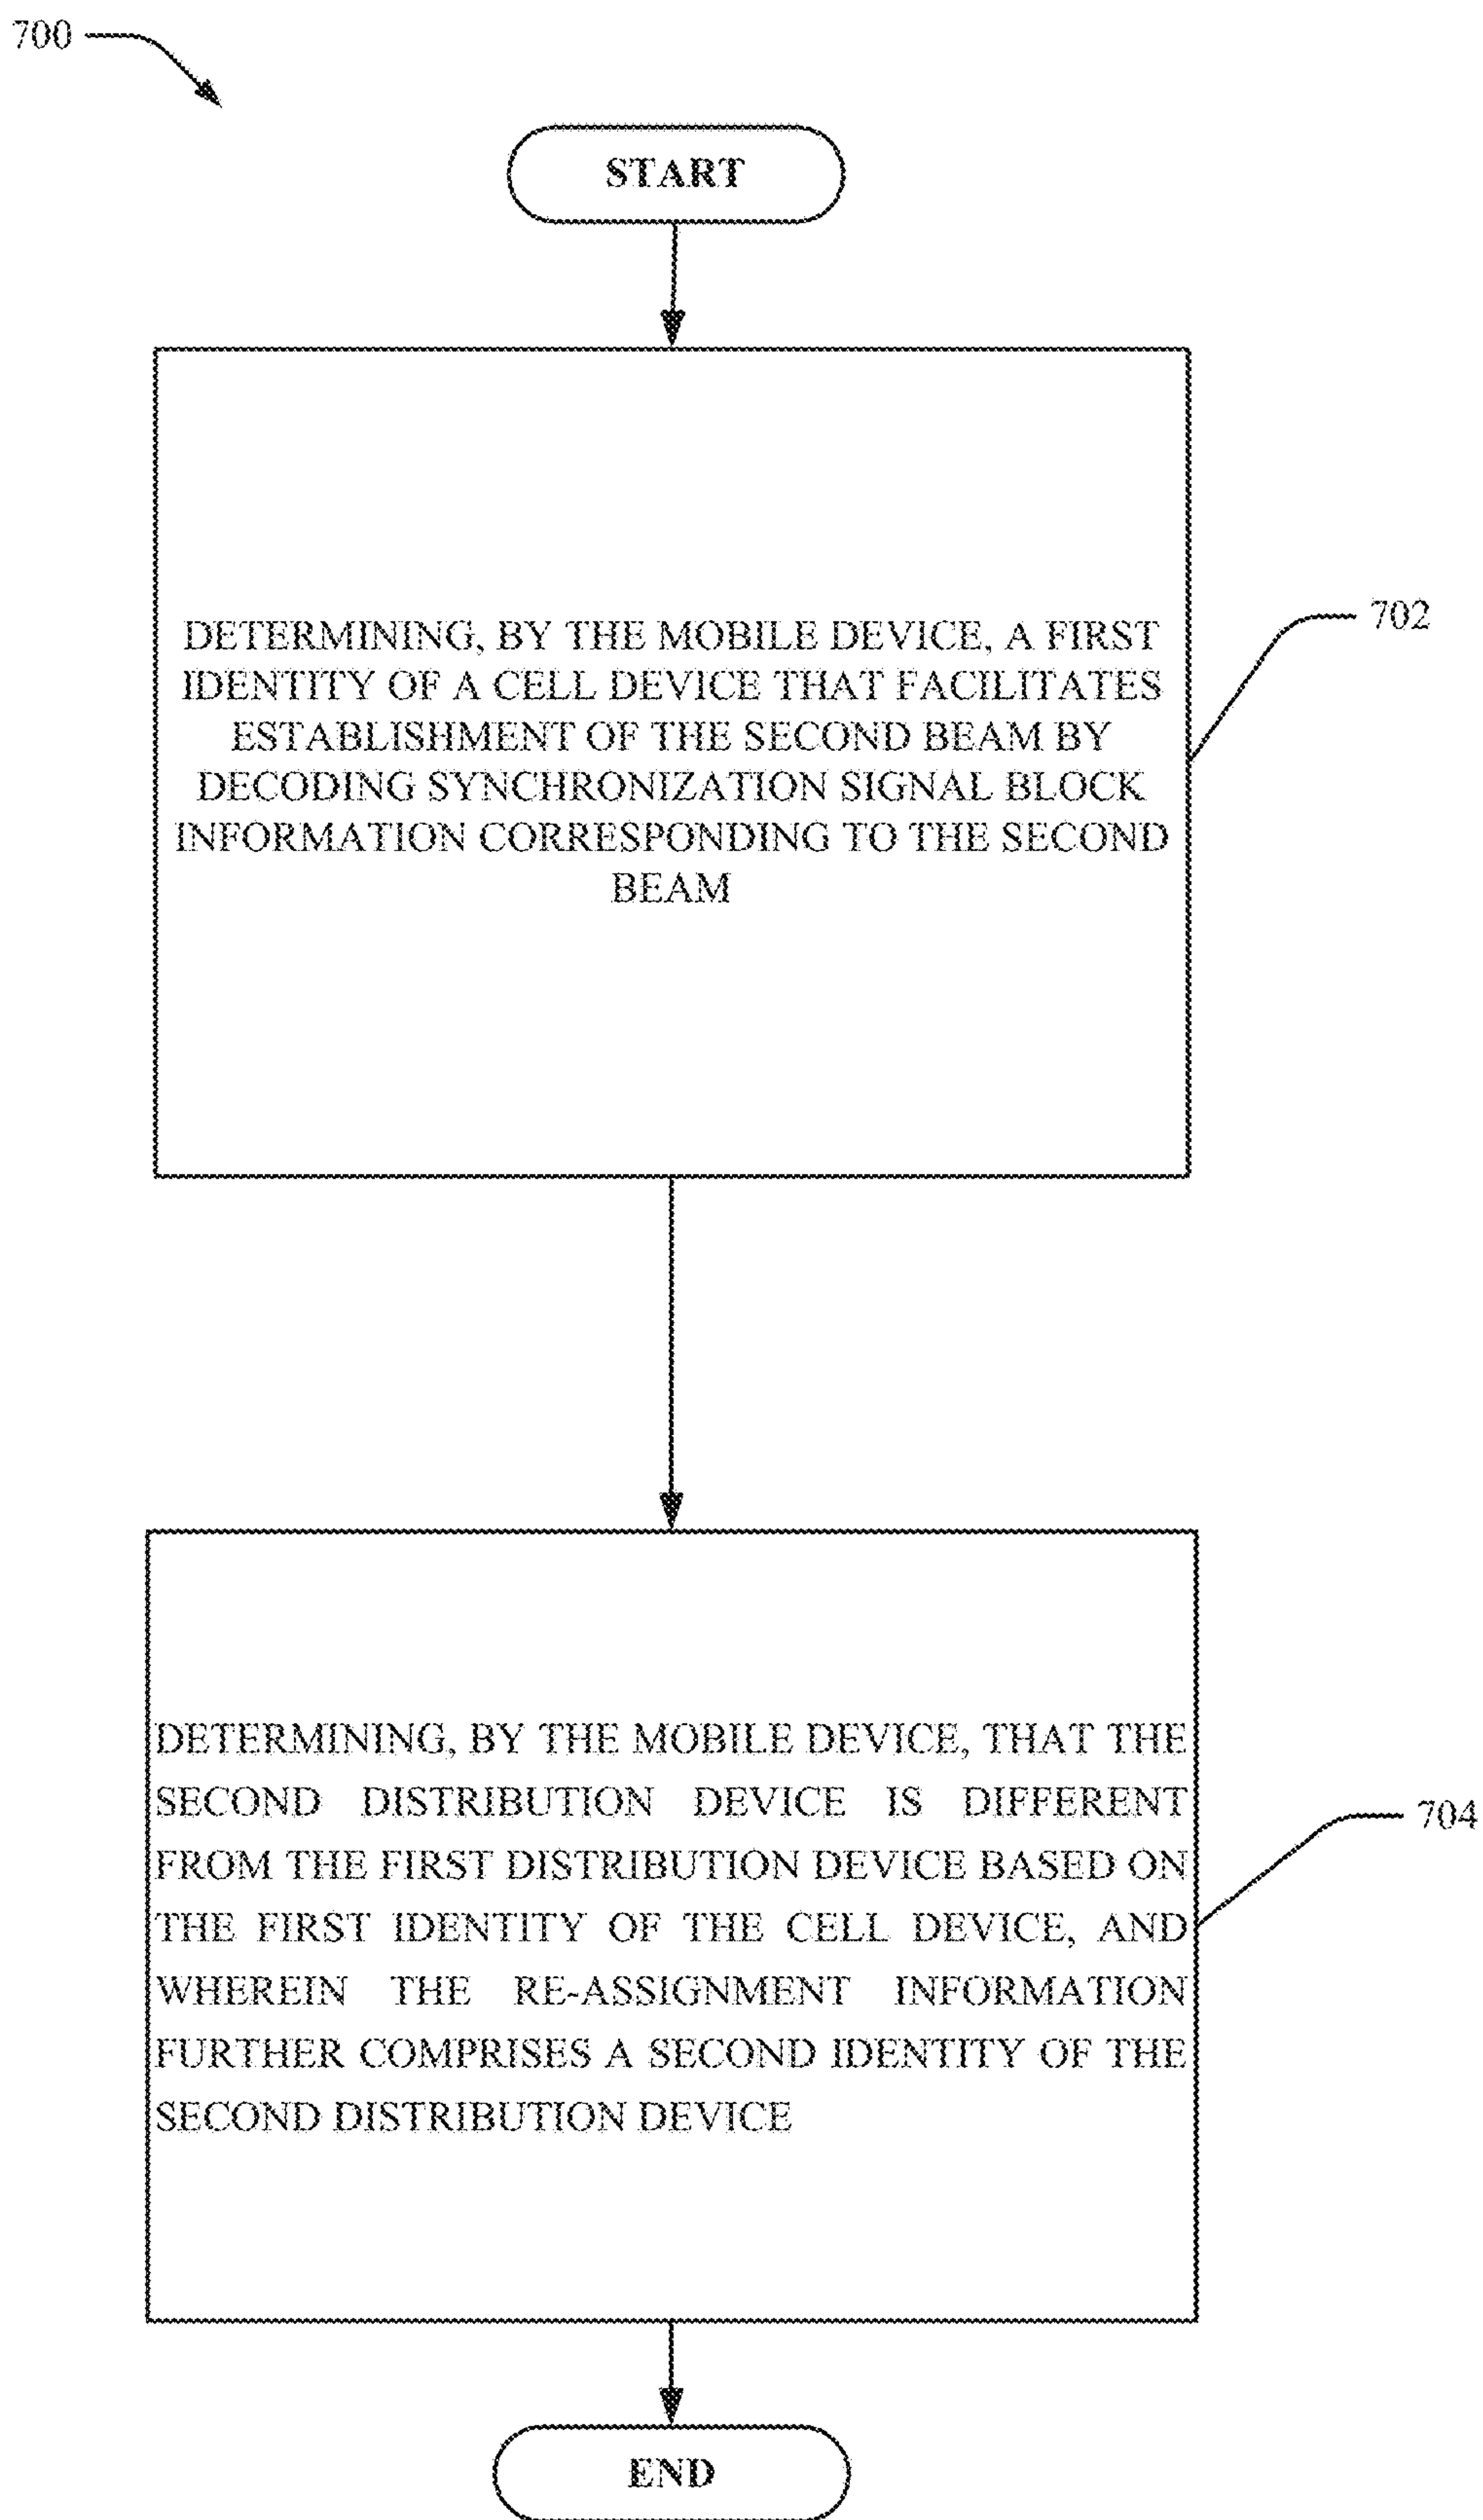 700
START
DETERMINING, BY THE MOBILE DEVICE, A FIRST
IDENTITY OF A CELL DEVICE THAT FACILITATES
ESTABLISHMENT OF THE SECOND BEAM BY
DECODING SYNCHRONIZATION SIGNAL BLOCK
INFORMATION CORRESPONDING TO THE SECOND
BEAM
702
DETERMINING, BY THE MOBILE DEVICE, THAT THE
SECOND DISTRIBUTION DEVICE IS DIFFERENT
FROM THE FIRST DISTRIBUTION DEVICE BASED ON
THE FIRST IDENTITY OF THE CELL DEVICE, AND
WHEREIN THE RE-ASSIGNMENT INFORMATION
FURTHER COMPRISES A SECOND IDENTITY OF THE
SECOND DISTRIBUTION DEVICE
704
END